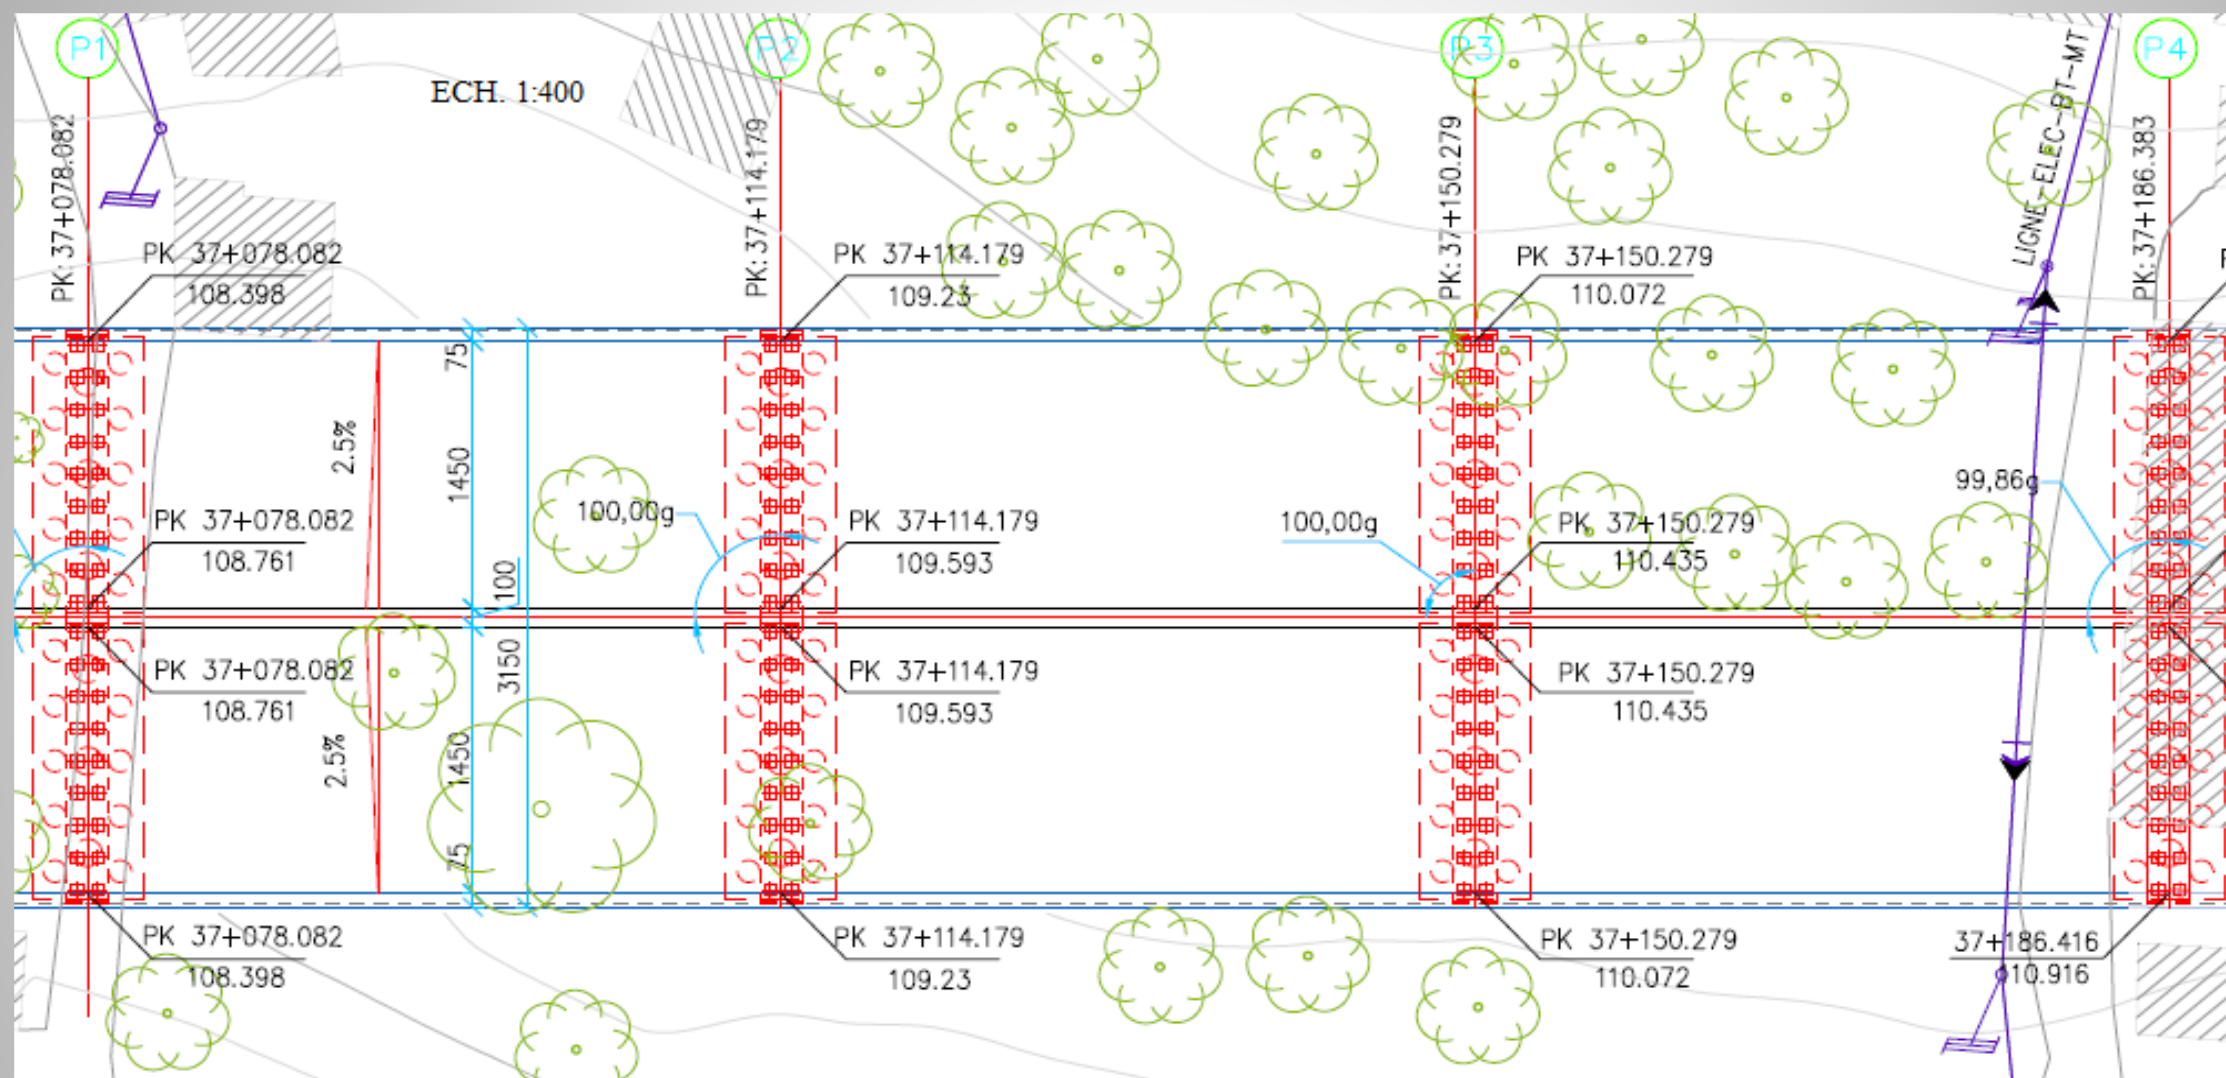 P1
P2
P3
P4
ECH. 1:400
LIGNE-ELEC-BT-MT
PK: 37+078.082
PK: 37+114.179
PK: 37+150.279
PK: 37+186.383
PK 37+078.082
108.398
PK 37+114.179
109.23
PK 37+150.279
110.072
75
2.5%
1450
100,00g
100,00g
99,86g
PK 37+078.082
108.761
PK 37+114.179
109.593
PK 37+150.279
110.435
100
3150
PK 37+078.082
108.761
PK 37+114.179
109.593
PK 37+150.279
110.435
2.5%
1450
75
PK 37+078.082
108.398
PK 37+114.179
109.23
PK 37+150.279
110.072
37+186.416
110.916